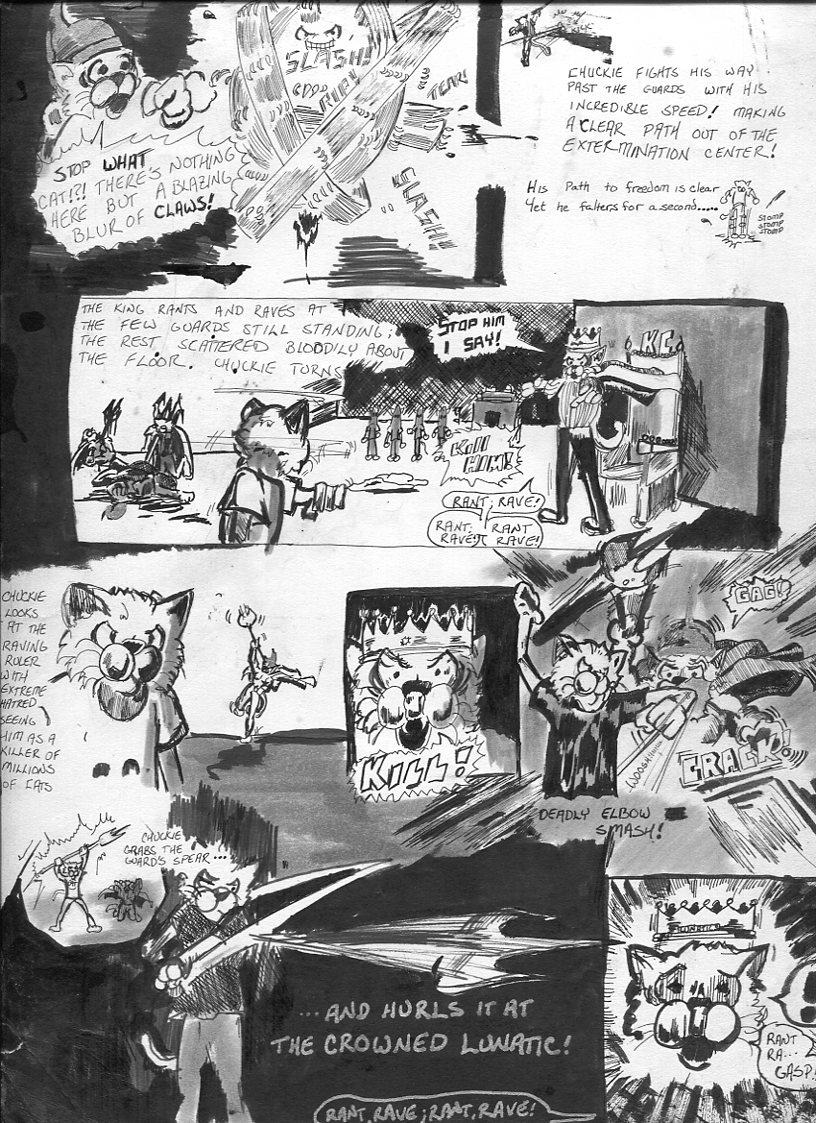 SLASH!
RIP!
TEAR!
SLASH!!
STOP WHAT
CAT!?! THERE'S NOTHING
HERE BUT A BLAZING
BLUR OF CLAWS!
CHUCKIE FIGHTS HIS WAY
PAST THE GUARDS WITH HIS
INCREDIBLE SPEED! MAKING
A CLEAR PATH OUT OF THE
EXTERMINATION CENTER!
HIS PATH TO FREEDOM IS CLEAR
YET HE FALTERS FOR A SECOND.....
STOMP
STOMP
STOMP
THE KING RANTS AND RAVES AT
THE FEW GUARDS STILL STANDING;
THE REST SCATTERED BLOODILY ABOUT
THE FLOOR. CHUCKIE TURNS
STOP HIM
I SAY!
KC
KILL
HIM!
RANT, RAVE!
RANT,
RAVE,
RANT
RAVE!
CHUCKIE
LOOKS
AT THE
RAVING
RULER
WITH
EXTREME
HATRED
SEEING
HIM AS A
KILLER OF
MILLIONS
OF CATS
KILL!
GAG!
WOOSH!
CRACK!
DEADLY ELBOW
SMASH!
CHUCKIE
GRABS THE
GUARD'S SPEAR...
...AND HURLS IT AT
THE CROWNED LUNATIC!
RANT, RAVE; RANT, RAVE!
!
RANT
RA...
GASP!